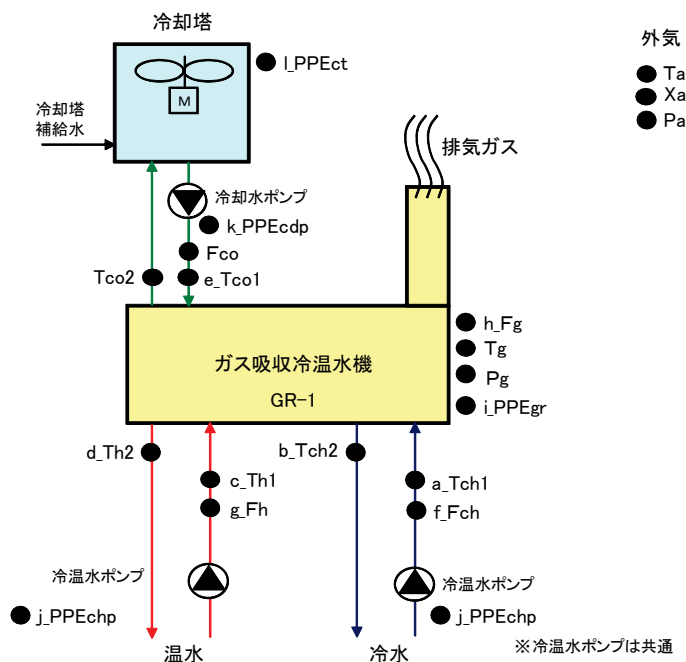 冷却塔
l_PPEct
外気
Ta
Xa
Pa
M
冷却塔
補給水
排気ガス
冷却水ポンプ
k_PPEcdp
Fco
Tco2
e_Tco1
h_Fg
Tg
Pg
i_PPEgr
ガス吸収冷温水機
GR-1
d_Th2
b_Tch2
c_Th1
a_Tch1
g_Fh
f_Fch
冷温水ポンプ
冷温水ポンプ
j_PPEchp
j_PPEchp
温水
冷水
※冷温水ポンプは共通